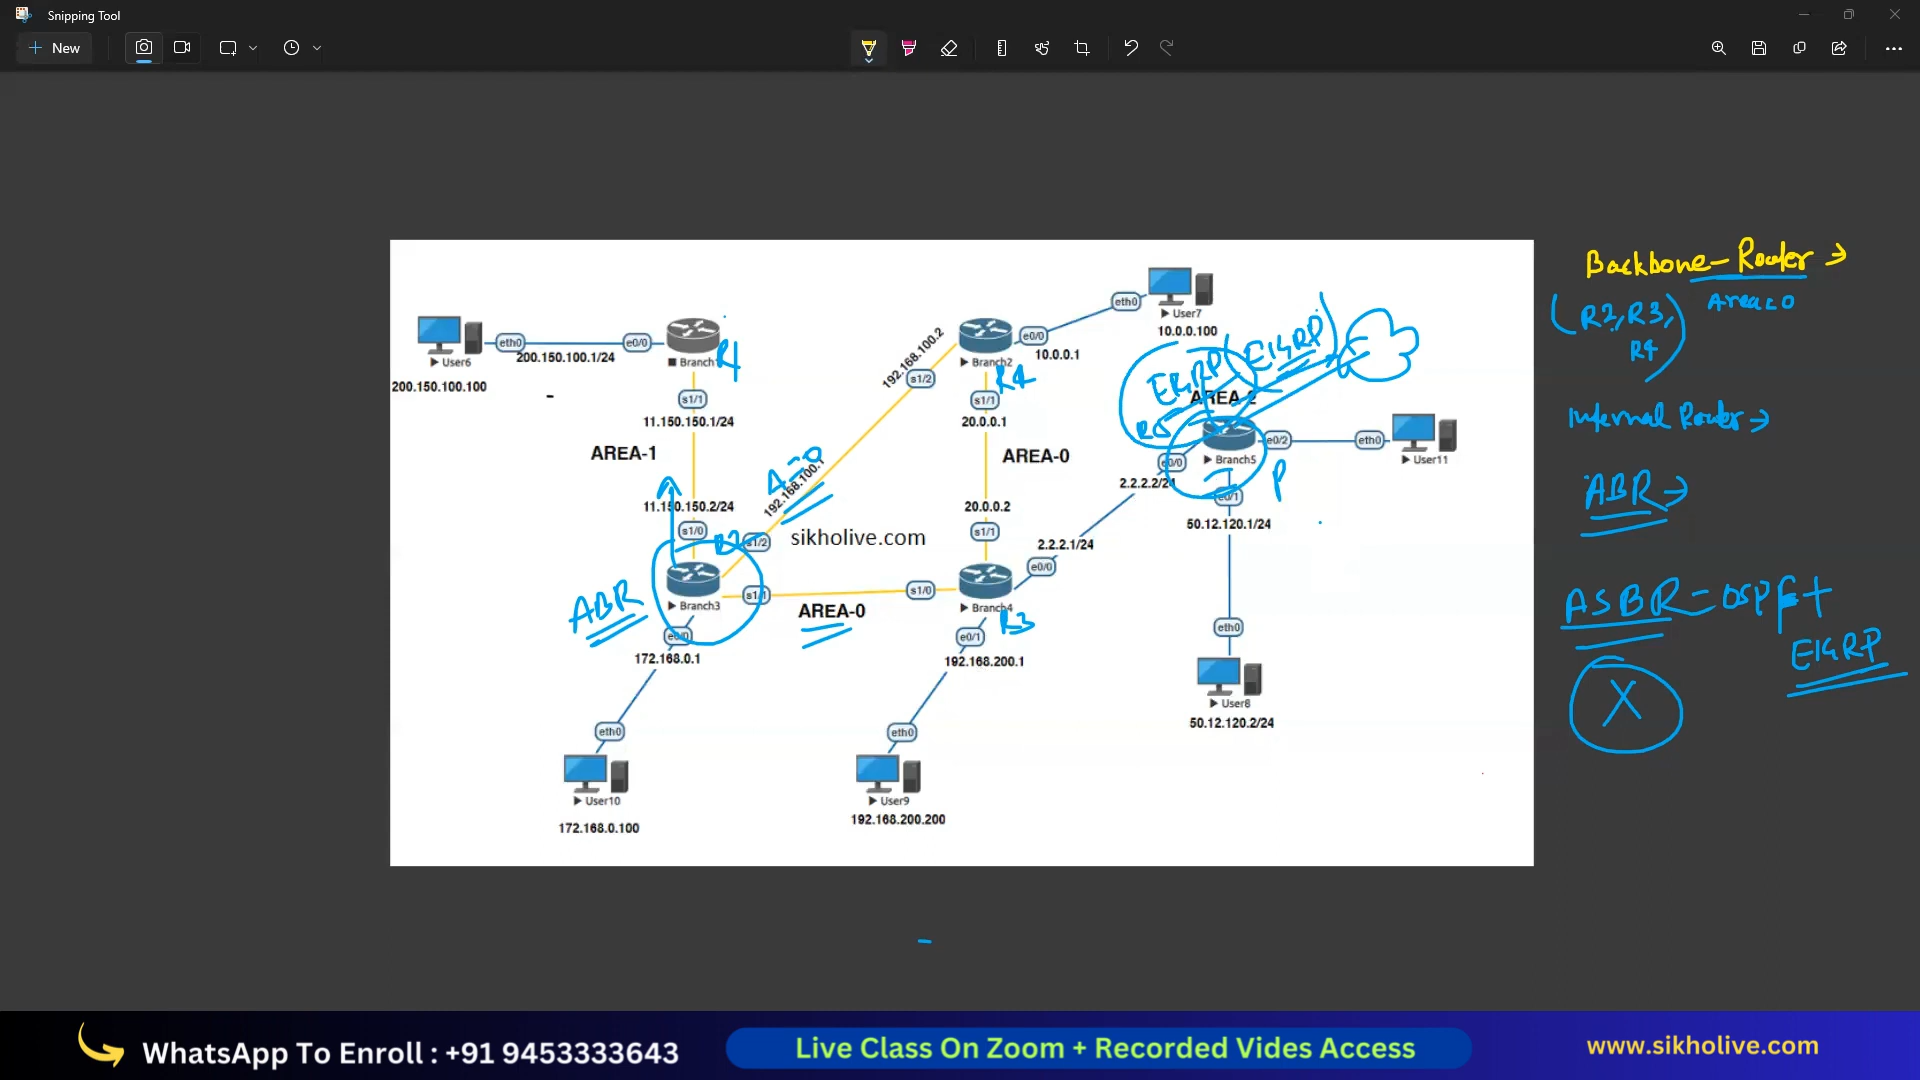 Snipping Tool
New
Backbone-Router →
Area = 0
(R2, R3,
R4)
Internal Router →
ABR →
ASBR = OSPF +
EIGRP
X
eth0
User7
10.0.0.100
EIGRP (EIGRP)
eth0
200.150.100.1/24
e0/0
User6
200.150.100.100
Branch
R1
192.168.100.2
s1/2
Branch2
R4
e0/0
10.0.0.1
s1/1
11.150.150.1/24
s1/1
20.0.0.1
AREA-2
R5
e0/2
eth0
Branch5
User11
AREA-1
AREA-0
A=0
192.168.100.1
e0/0
2.2.2.2/24
P
e0/1
11.150.150.2/24
20.0.0.2
50.12.120.1/24
s1/0
R2
s1/2
sikholive.com
s1/1
2.2.2.1/24
e0/0
ABR
Branch3
s1/1
s1/0
AREA-0
Branch4
R3
e0/0
172.168.0.1
e0/1
192.168.200.1
eth0
User8
50.12.120.2/24
eth0
eth0
User10
172.168.0.100
User9
192.168.200.200
WhatsApp To Enroll : +91 9453333643
Live Class On Zoom + Recorded Vides Access
www.sikholive.com